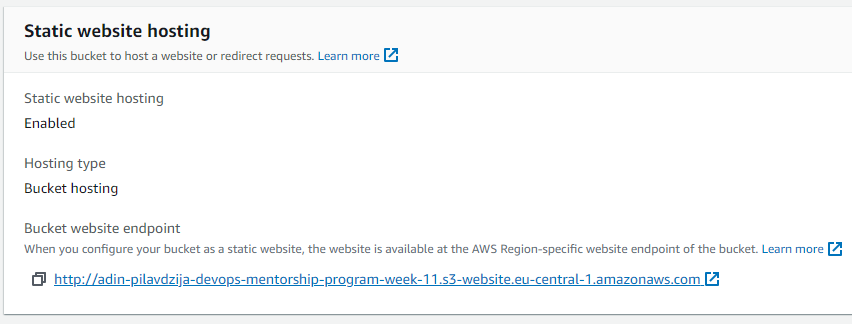 Static website hosting
Use this bucket to host a website or redirect requests. Learn more
Static website hosting
Enabled
Hosting type
Bucket hosting
Bucket website endpoint
When you configure your bucket as a static website, the website is available at the AWS Region-specific website endpoint of the bucket. Learn more
http://adin-pilavdzija-devops-mentorship-program-week-11.s3-website.eu-central-1.amazonaws.com